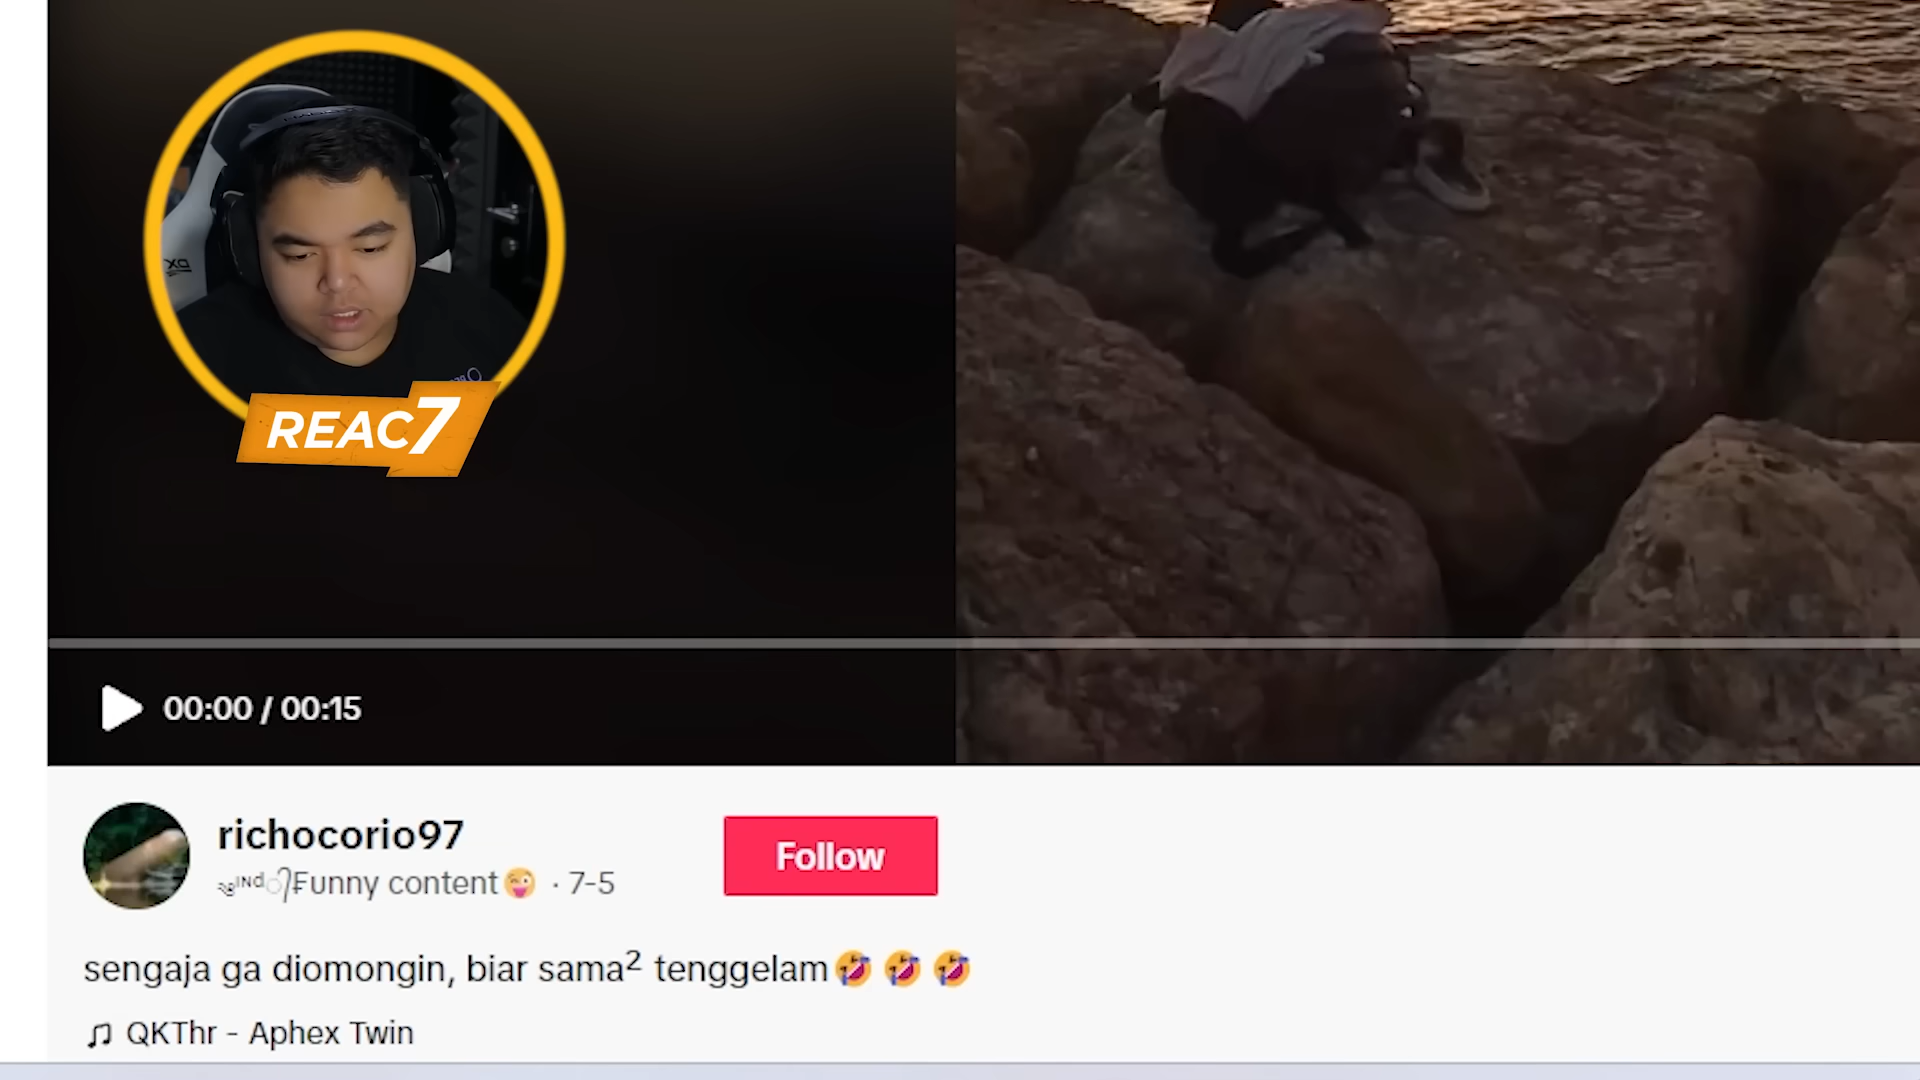 REAC7
00:00 / 00:15
richocorio97
Follow
Funny content😜 · 7-5
sengaja ga diomongin, biar sama² tenggelam🤣🤣🤣
QKThr - Aphex Twin